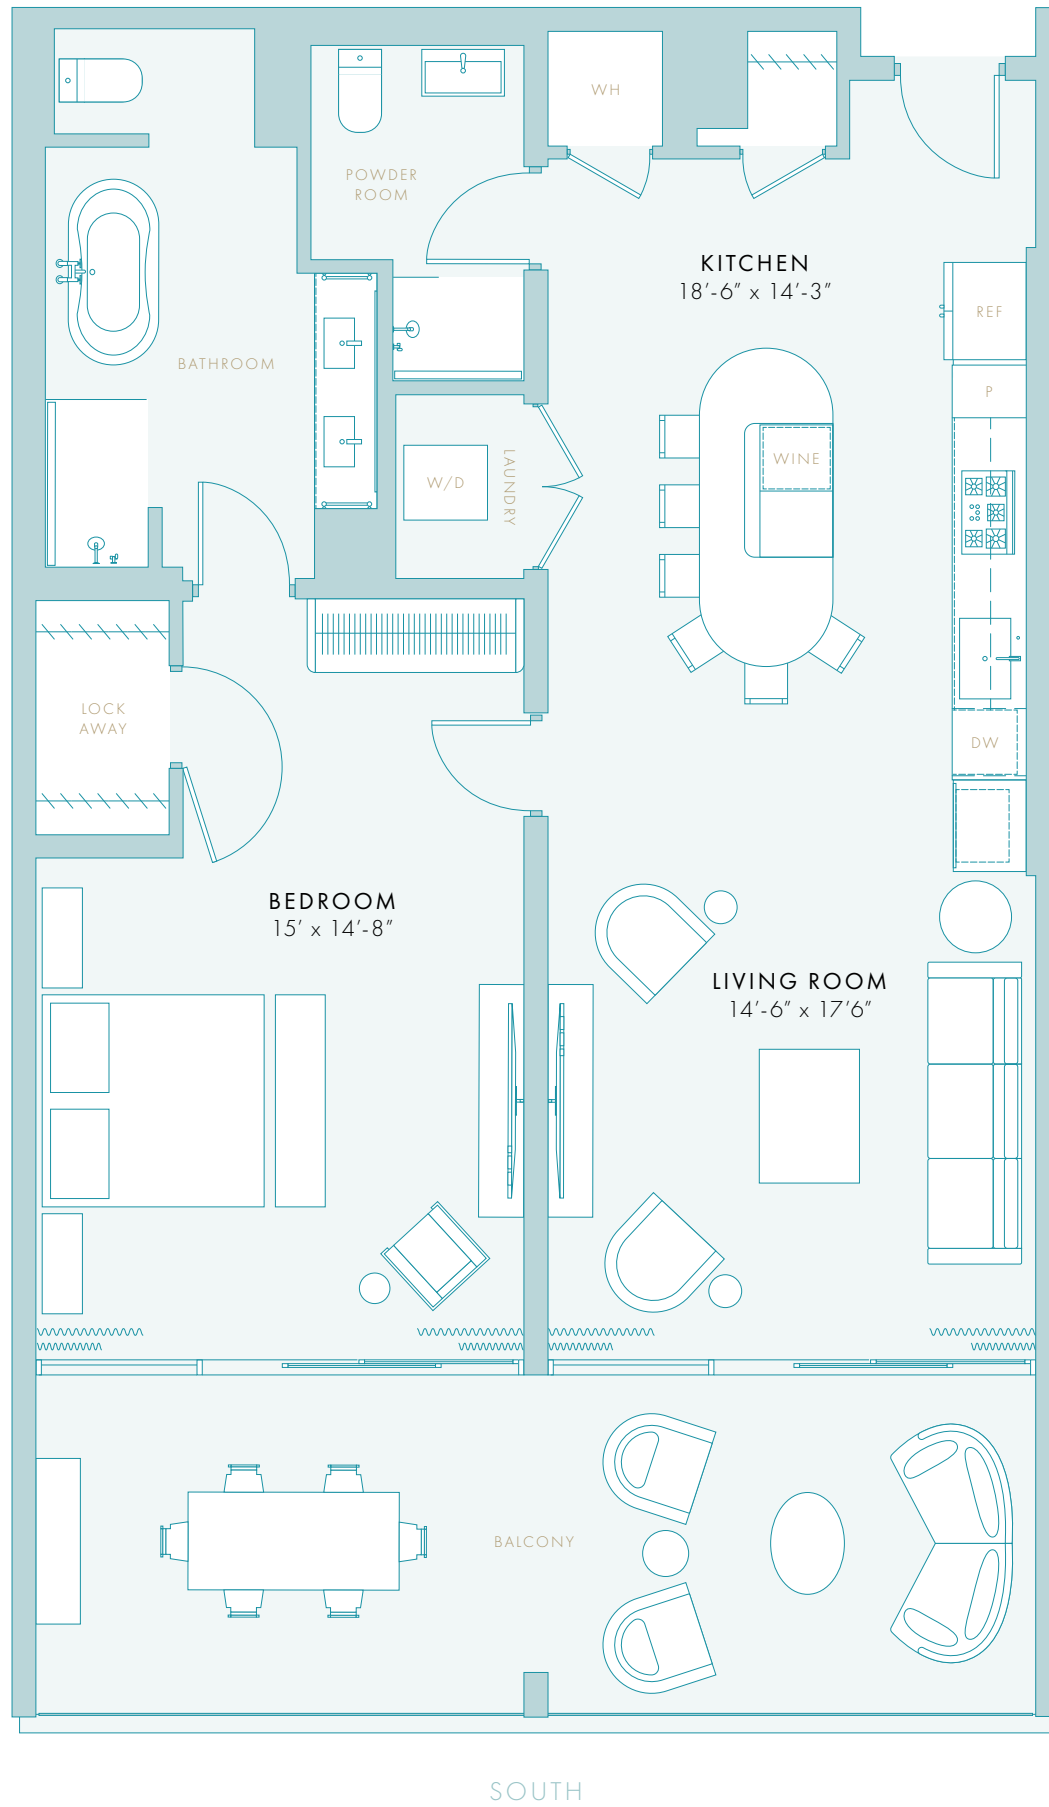 WH
POWDER
ROOM
KITCHEN
18’-6” x 14’-3”
REF
BATHROOM
P
WINE
W/D
LAUNDRY
LOCK
AWAY
DW
BEDROOM
15’ x 14’-8”
LIVING ROOM
14’-6” x 17’6”
BALCONY
SOUTH